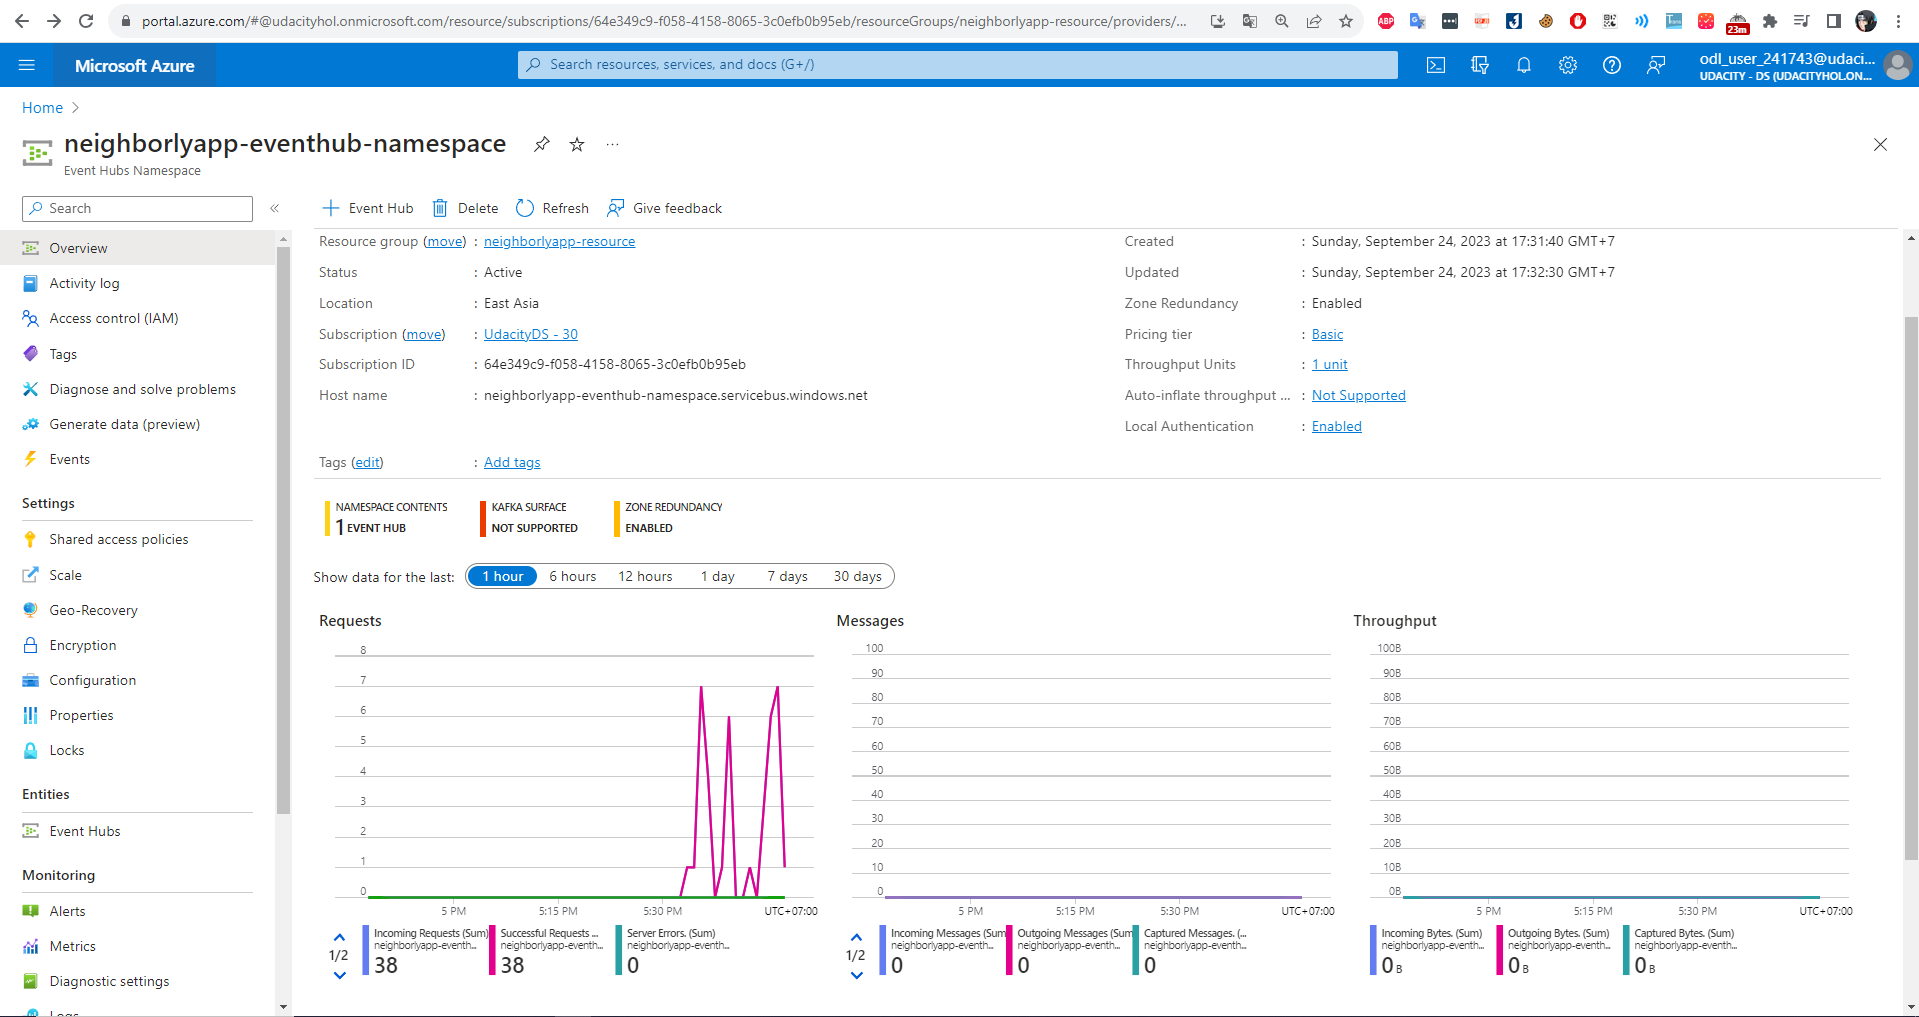 portal.azure.com/#@udacityhol.onmicrosoft.com/resource/subscriptions/64e349c9-f058-4158-8065-3c0efb0b95eb/resourceGroups/neighborlyapp-resource/providers/...
ABP
23m
Microsoft Azure
Search resources, services, and docs (G+/)
odl_user_241743@udaci...
UDACITY - DS (UDACITYHOL.ON...
Home
neighborlyapp-eventhub-namespace
Event Hubs Namespace
Search
Overview
Activity log
Access control (IAM)
Tags
Diagnose and solve problems
Generate data (preview)
Events
Settings
Shared access policies
Scale
Geo-Recovery
Encryption
Configuration
Properties
Locks
Entities
Event Hubs
Monitoring
Alerts
Metrics
Diagnostic settings
Logs
Event Hub Delete Refresh Give feedback
Resource group (move) : neighborlyapp-resource
Status : Active
Location : East Asia
Subscription (move) : UdacityDS - 30
Subscription ID : 64e349c9-f058-4158-8065-3c0efb0b95eb
Host name : neighborlyapp-eventhub-namespace.servicebus.windows.net
Created : Sunday, September 24, 2023 at 17:31:40 GMT+7
Updated : Sunday, September 24, 2023 at 17:32:30 GMT+7
Zone Redundancy : Enabled
Pricing tier : Basic
Throughput Units : 1 unit
Auto-inflate throughput ... : Not Supported
Local Authentication : Enabled
Tags (edit) : Add tags
NAMESPACE CONTENTS
1 EVENT HUB
KAFKA SURFACE
NOT SUPPORTED
ZONE REDUNDANCY
ENABLED
Show data for the last: 1 hour 6 hours 12 hours 1 day 7 days 30 days
Requests
8
7
6
5
4
3
2
1
0
5 PM 5:15 PM 5:30 PM UTC+07:00
1/2
Incoming Requests (Sum)
neighborlyapp-eventh...
38
Successful Requests ...
neighborlyapp-eventh...
38
Server Errors. (Sum)
neighborlyapp-eventh...
0
Messages
100
90
80
70
60
50
40
30
20
10
0
5 PM 5:15 PM 5:30 PM UTC+07:00
1/2
Incoming Messages (Sum
neighborlyapp-eventh...
0
Outgoing Messages (Sum
neighborlyapp-eventh...
0
Captured Messages. (...
neighborlyapp-eventh...
0
Throughput
100B
90B
80B
70B
60B
50B
40B
30B
20B
10B
0B
5 PM 5:15 PM 5:30 PM UTC+07:00
Incoming Bytes. (Sum)
neighborlyapp-eventh...
0 B
Outgoing Bytes. (Sum)
neighborlyapp-eventh...
0 B
Captured Bytes. (Sum)
neighborlyapp-eventh...
0 B